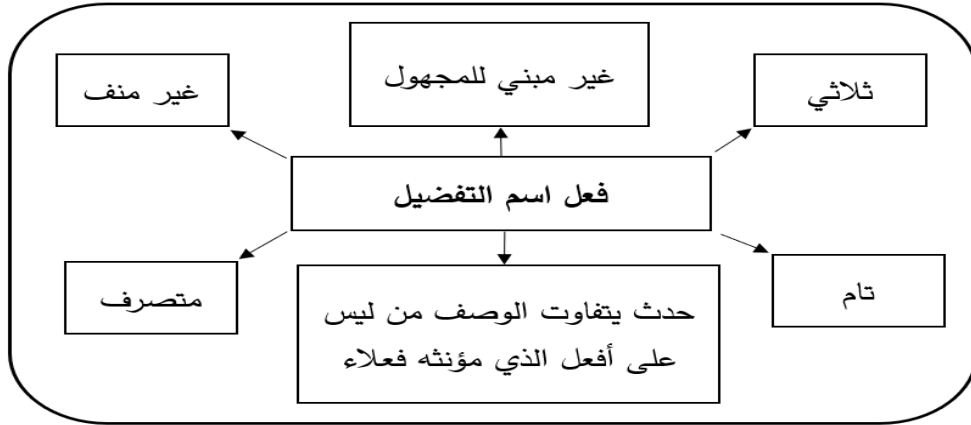 ثلاثي
غير مبني للمجهول
غير منف
فعل اسم التفضيل
تام
حدث يتفاوت الوصف من ليس
على أفعل الذي مؤنثه فعلاء
متصرف